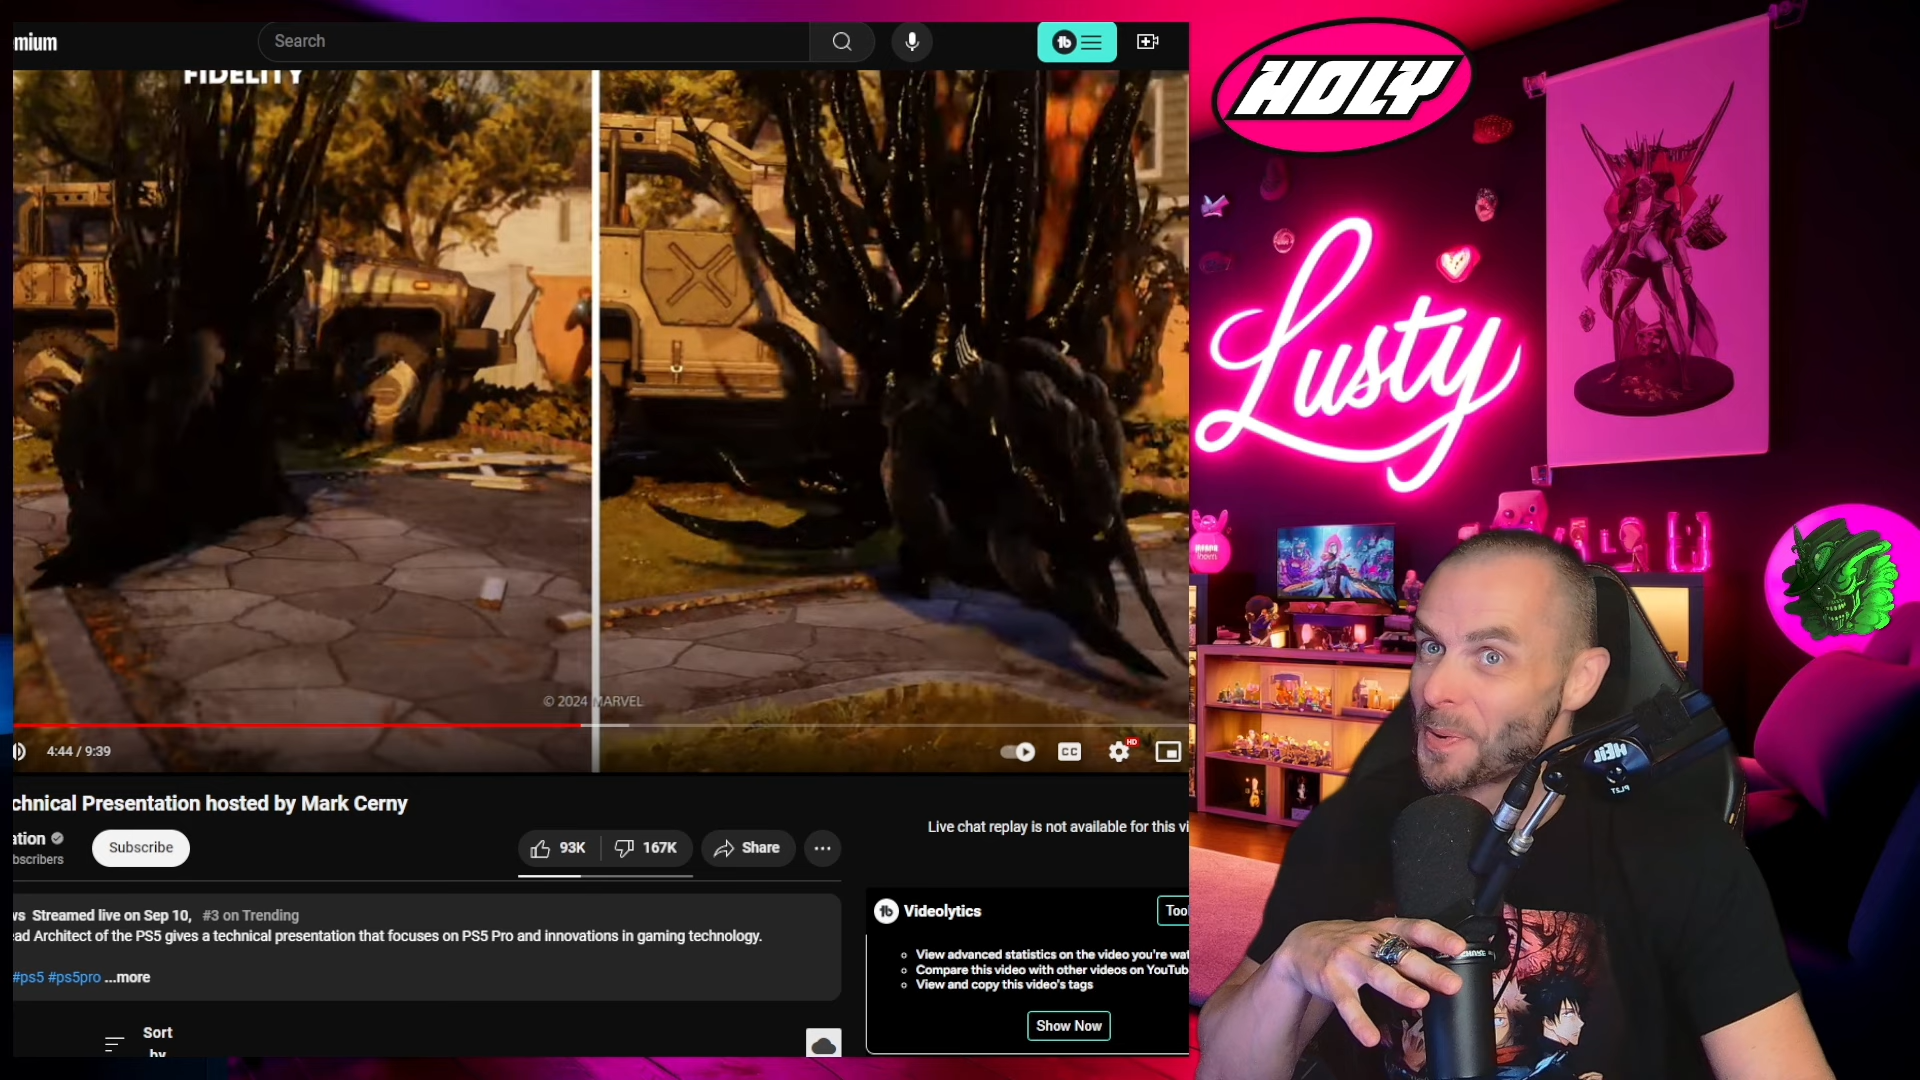 mium
Search
FIDELITY
© 2024 MARVEL
4:44 / 9:39
CC
HD
chnical Presentation hosted by Mark Cerny
ation
Subscribe
bscribers
93K
167K
Share
Live chat replay is not available for this vi
ws Streamed live on Sep 10, #3 on Trending
ead Architect of the PS5 gives a technical presentation that focuses on PS5 Pro and innovations in gaming technology.
#ps5 #ps5pro ...more
Sort
by
Videolytics
Tool
View advanced statistics on the video you're wat
Compare this video with other videos on YouTub
View and copy this video's tags
Show Now
HOLY
Lusty